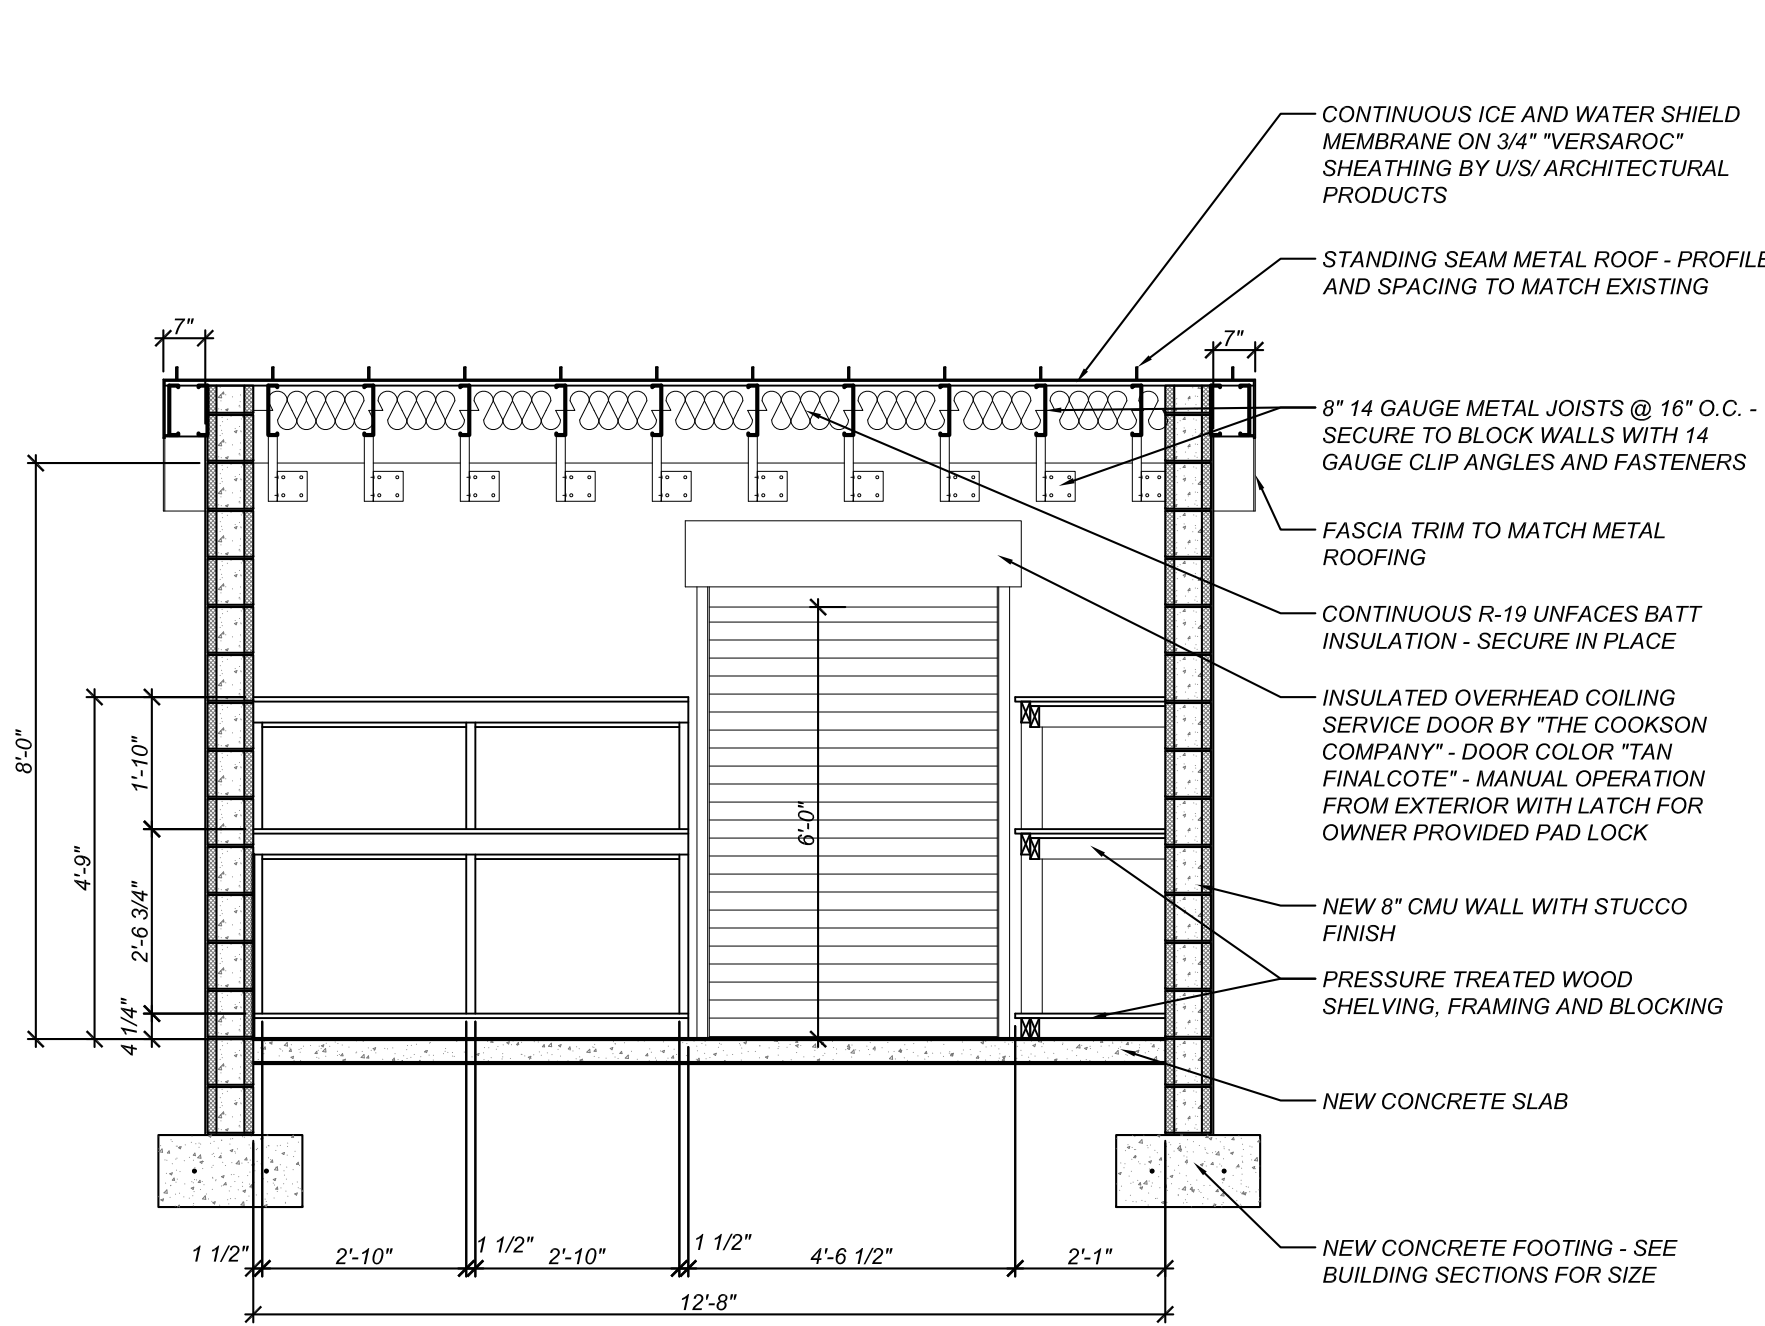 CONTINUOUS ICE AND WATER SHIELD
MEMBRANE ON 3/4" "VERSAROC"
SHEATHING BY U/S/ ARCHITECTURAL
PRODUCTS
STANDING SEAM METAL ROOF - PROFILE
AND SPACING TO MATCH EXISTING
7"
7"
8" 14 GAUGE METAL JOISTS @ 16" O.C. -
SECURE TO BLOCK WALLS WITH 14
GAUGE CLIP ANGLES AND FASTENERS
FASCIA TRIM TO MATCH METAL
ROOFING
CONTINUOUS R-19 UNFACES BATT
INSULATION - SECURE IN PLACE
INSULATED OVERHEAD COILING
SERVICE DOOR BY "THE COOKSON
COMPANY" - DOOR COLOR "TAN
FINALCOTE" - MANUAL OPERATION
FROM EXTERIOR WITH LATCH FOR
OWNER PROVIDED PAD LOCK
8'-0"
4'-9"
1'-10"
2'-6 3/4"
4 1/4"
6'-0"
NEW 8" CMU WALL WITH STUCCO
FINISH
PRESSURE TREATED WOOD
SHELVING, FRAMING AND BLOCKING
NEW CONCRETE SLAB
NEW CONCRETE FOOTING - SEE
BUILDING SECTIONS FOR SIZE
1 1/2"
2'-10"
1 1/2"
2'-10"
1 1/2"
4'-6 1/2"
2'-1"
12'-8"